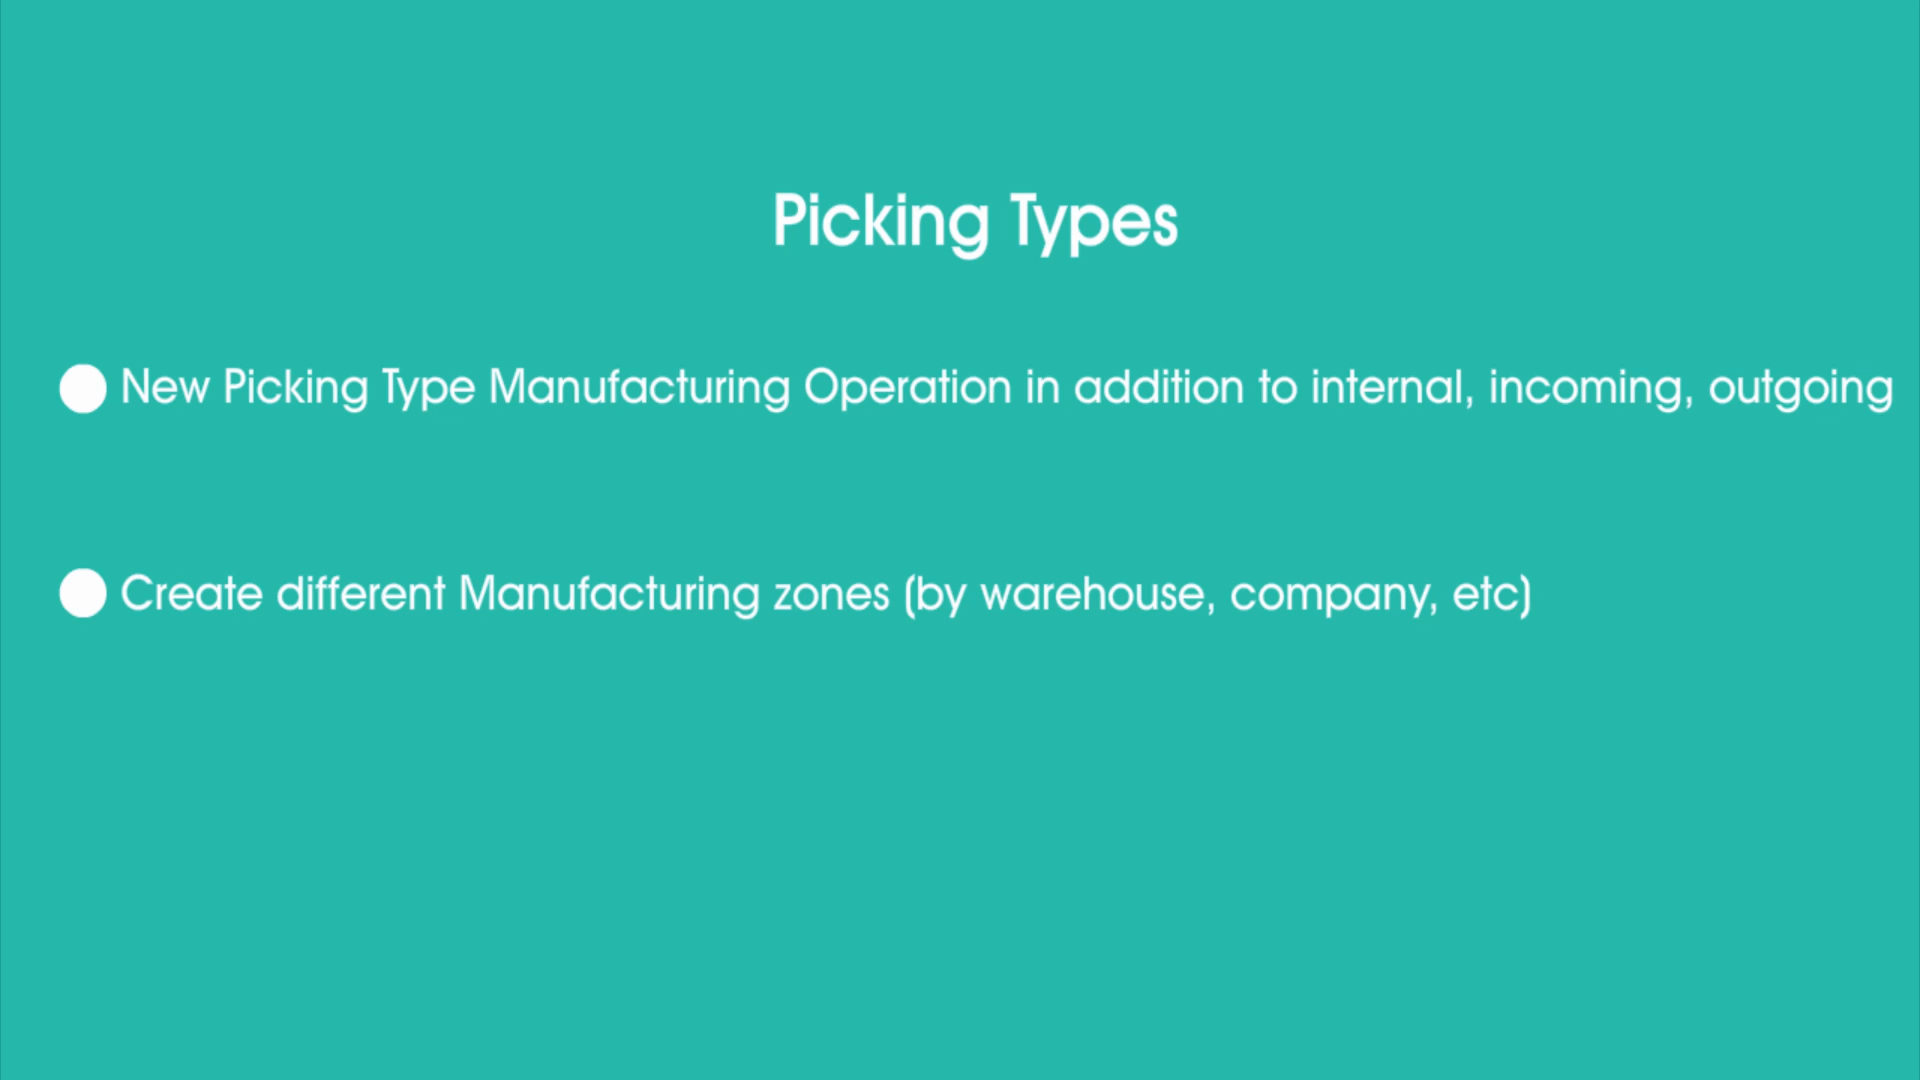 Picking Types
New Picking Type Manufacturing Operation in addition to internal, incoming, outgoing
Create different Manufacturing zones (by warehouse, company, etc)